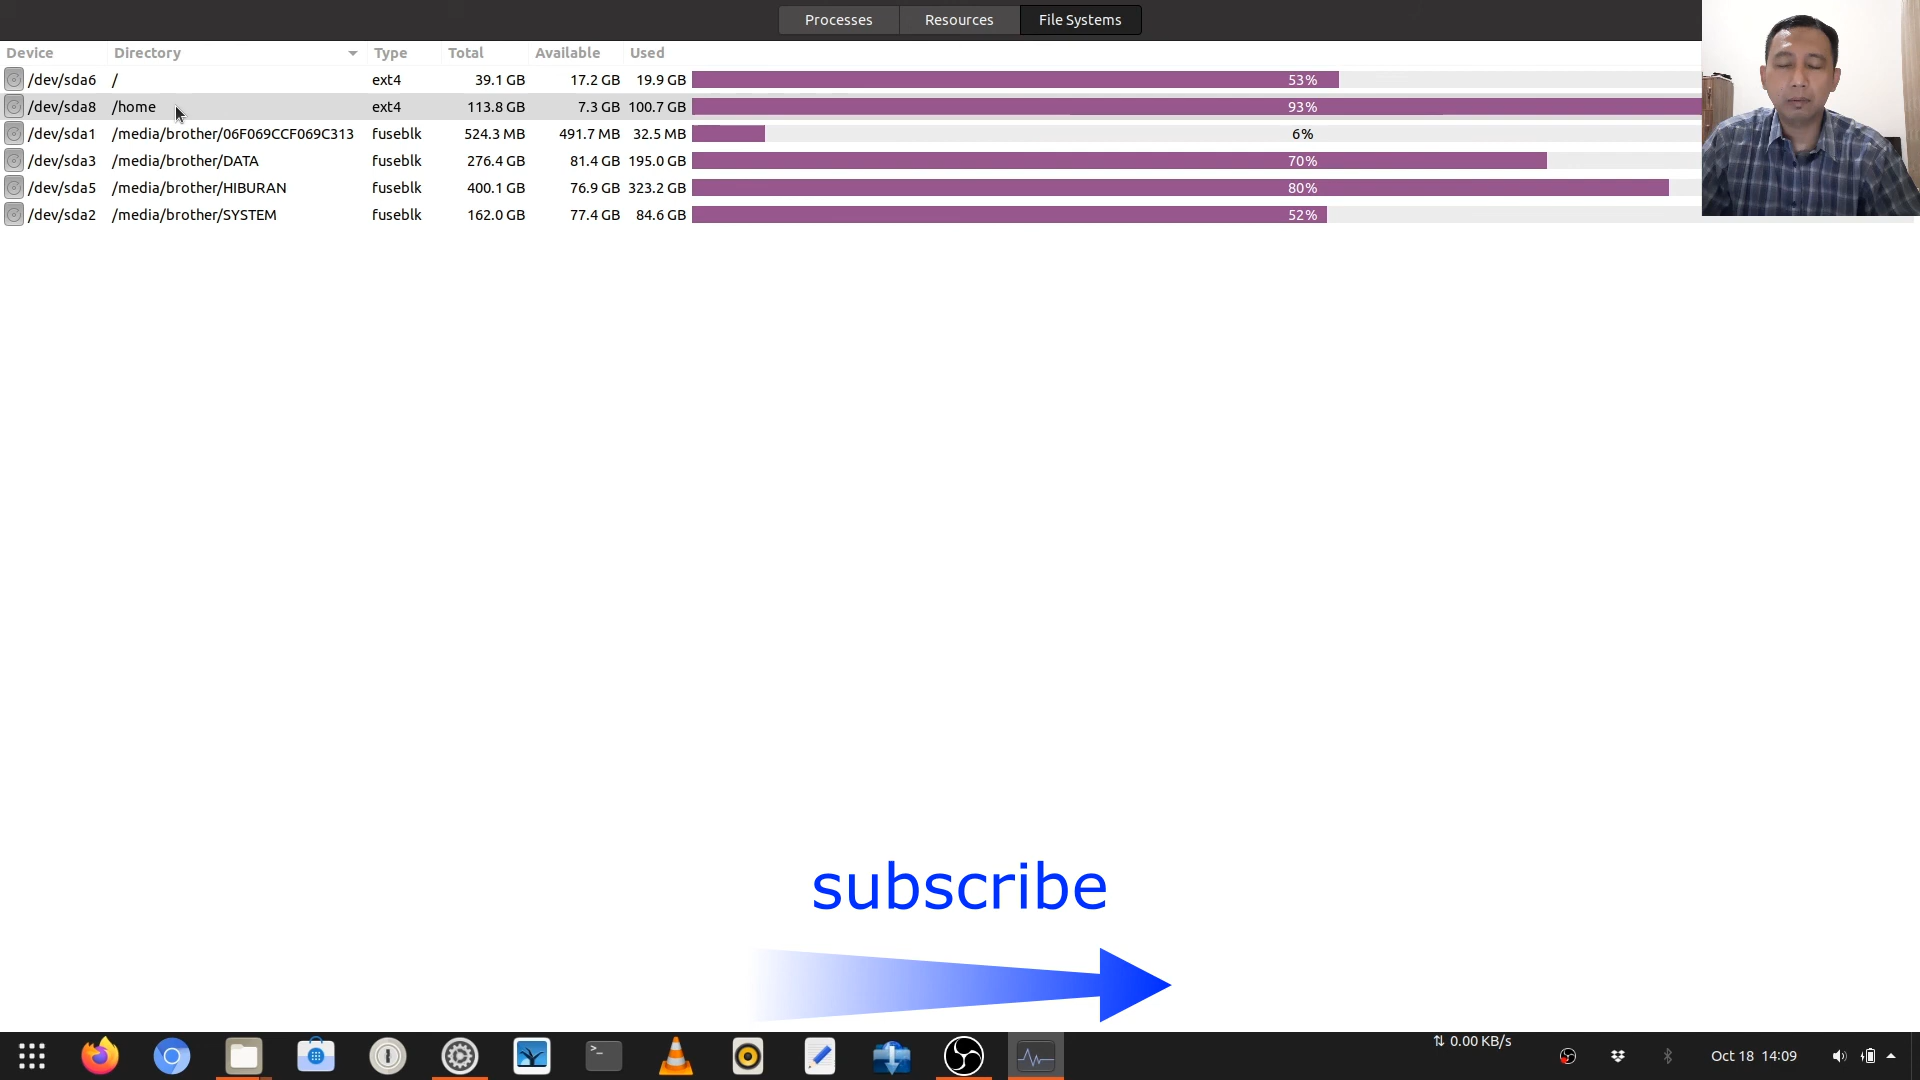 Processes Resources File Systems
Device Directory Type Total Available Used
/dev/sda6 / ext4 39.1 GB 17.2 GB 19.9 GB 53%
/dev/sda8 /home ext4 113.8 GB 7.3 GB 100.7 GB 93%
/dev/sda1 /media/brother/06F069CCF069C313 fuseblk 524.3 MB 491.7 MB 32.5 MB 6%
/dev/sda3 /media/brother/DATA fuseblk 276.4 GB 81.4 GB 195.0 GB 70%
/dev/sda5 /media/brother/HIBURAN fuseblk 400.1 GB 76.9 GB 323.2 GB 80%
/dev/sda2 /media/brother/SYSTEM fuseblk 162.0 GB 77.4 GB 84.6 GB 52%
subscribe
⇅ 0.00 KB/s
Oct 18 14:09